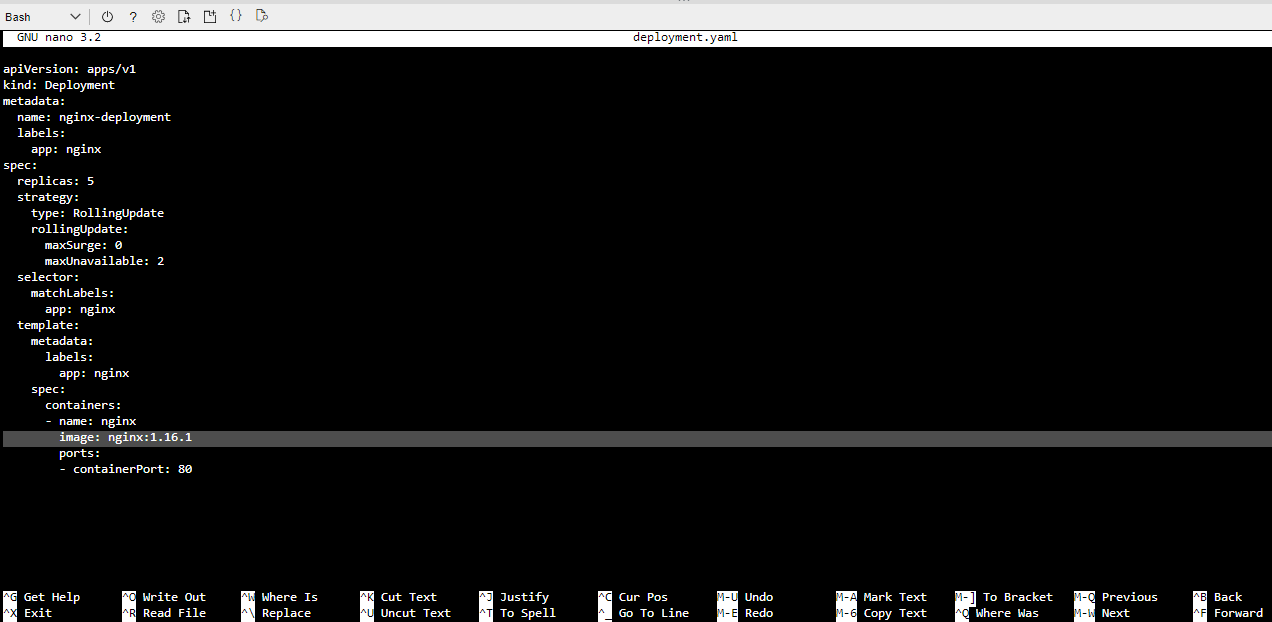 Bash ? {}
GNU nano 3.2 deployment.yaml
apiVersion: apps/v1
kind: Deployment
metadata:
  name: nginx-deployment
  labels:
    app: nginx
spec:
  replicas: 5
  strategy:
    type: RollingUpdate
    rollingUpdate:
      maxSurge: 0
      maxUnavailable: 2
  selector:
    matchLabels:
      app: nginx
  template:
    metadata:
      labels:
        app: nginx
    spec:
      containers:
      - name: nginx
        image: nginx:1.16.1
        ports:
        - containerPort: 80
^G Get Help ^O Write Out ^W Where Is ^K Cut Text ^J Justify ^C Cur Pos M-U Undo M-A Mark Text M-] To Bracket M-Q Previous ^B Back
^X Exit ^R Read File ^\ Replace ^U Uncut Text ^T To Spell ^_ Go To Line M-E Redo M-6 Copy Text ^Q Where Was M-W Next ^F Forward